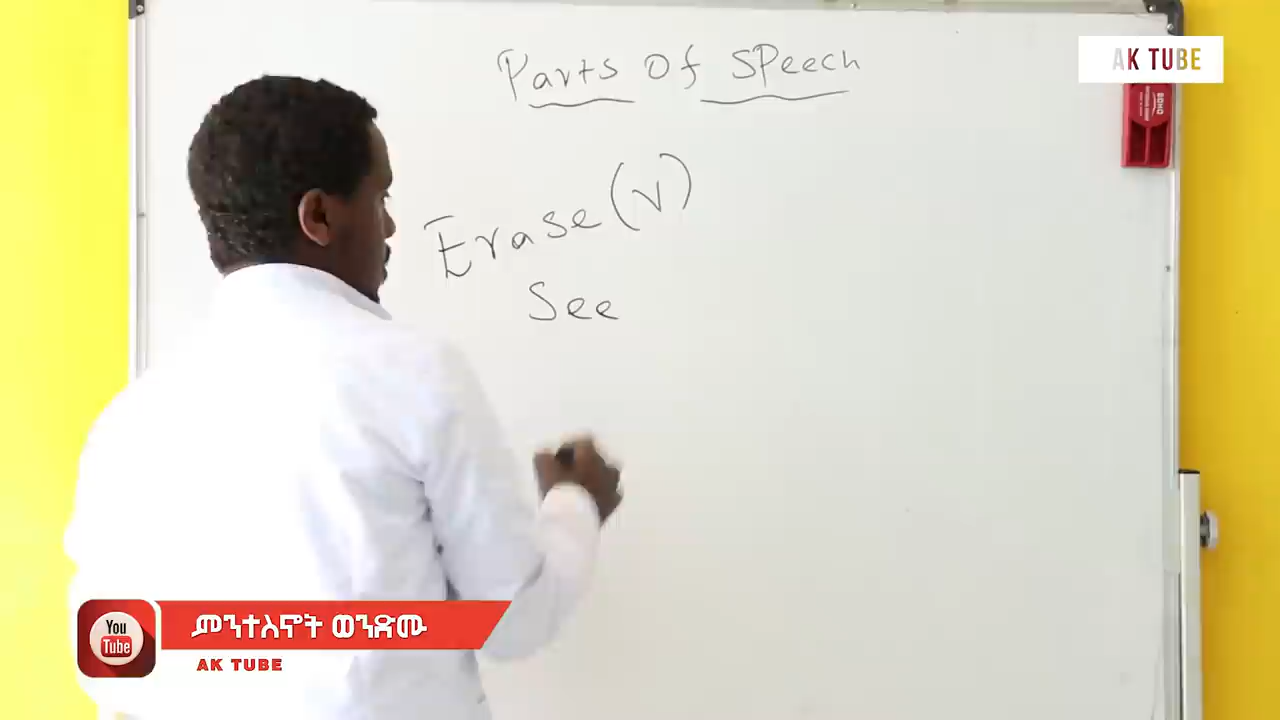 Parts of Speech
AK TUBE
Erase (v)
See
ምንተስኖት ወንድሙ
You
Tube
AK TUBE